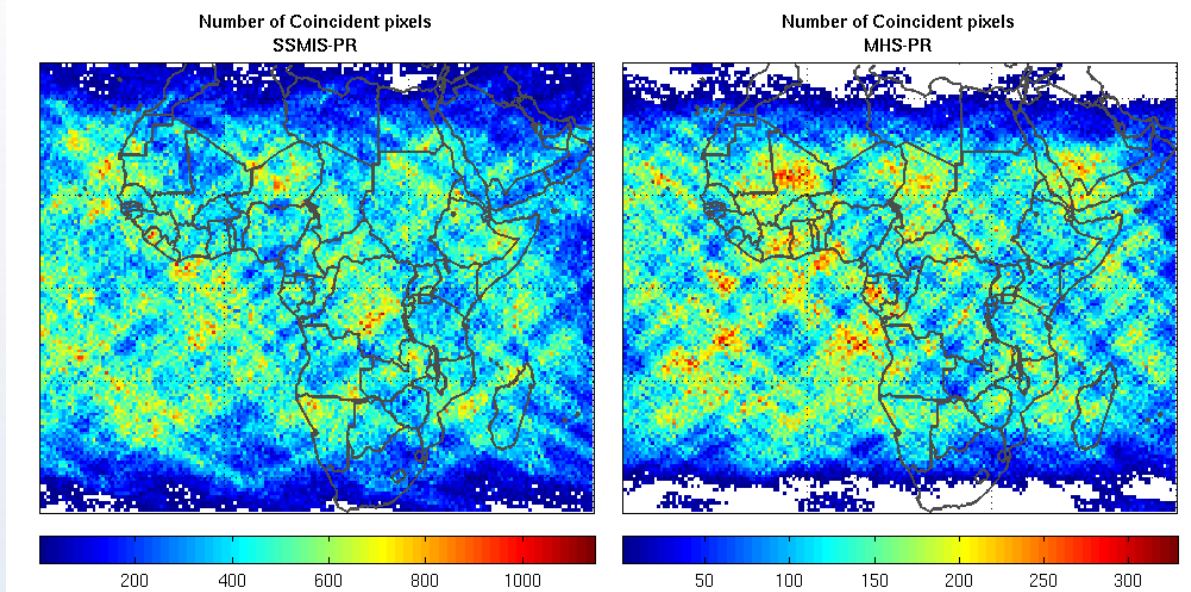 Number of Coincident pixels
SSMIS-PR
Number of Coincident pixels
MHS-PR
200 400 600 800 1000
50 100 150 200 250 300